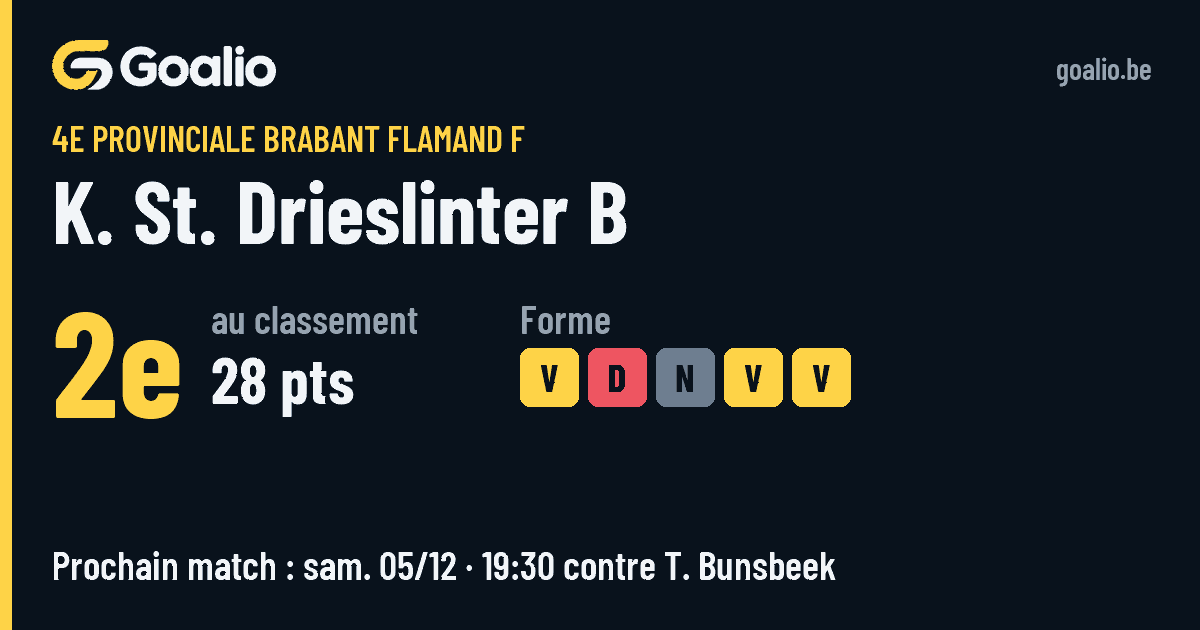 Goalio
goalio.be
4E PROVINCIALE BRABANT FLAMAND F
K. St. Drieslinter B
2e
au classement
28 pts
Forme
V D N V V
Prochain match : sam. 05/12 · 19:30 contre T. Bunsbeek